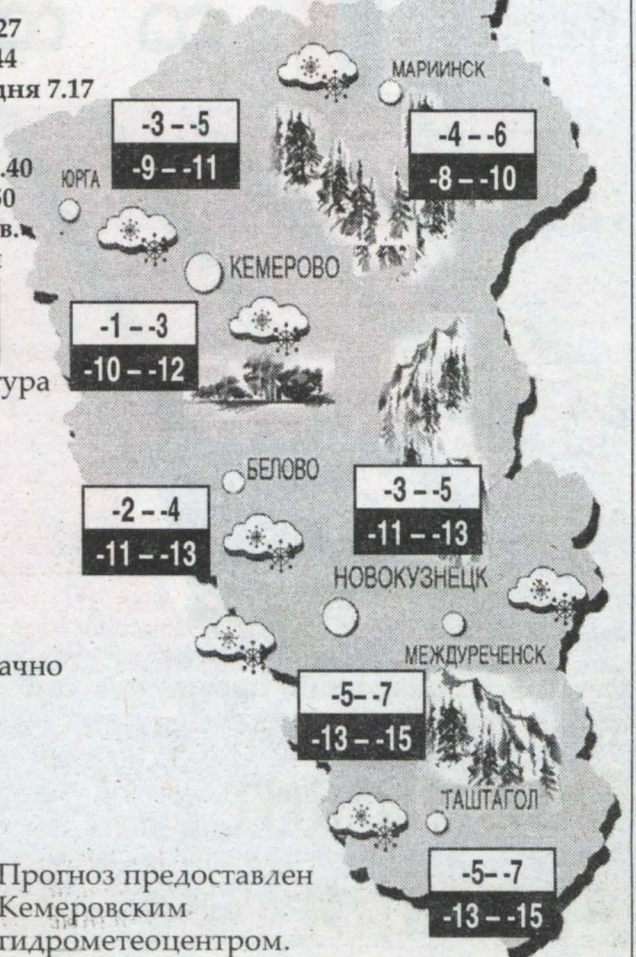 27
44
дня 7.17
МАРИИНСК
-3 – -5
-9 – -11
-4 – -6
-8 – -10
.40
ЮРГА
50
в.
КЕМЕРОВО
-1 – -3
-10 – -12
тура
БЕЛОВО
-2 – -4
-11 – -13
-3 – -5
-11 – -13
НОВОКУЗНЕЦК
МЕЖДУРЕЧЕНСК
ачно
-5– -7
-13 – -15
ТАШТАГОЛ
-5– -7
-13 – -15
Прогноз предоставлен
Кемеровским
гидрометеоцентром.